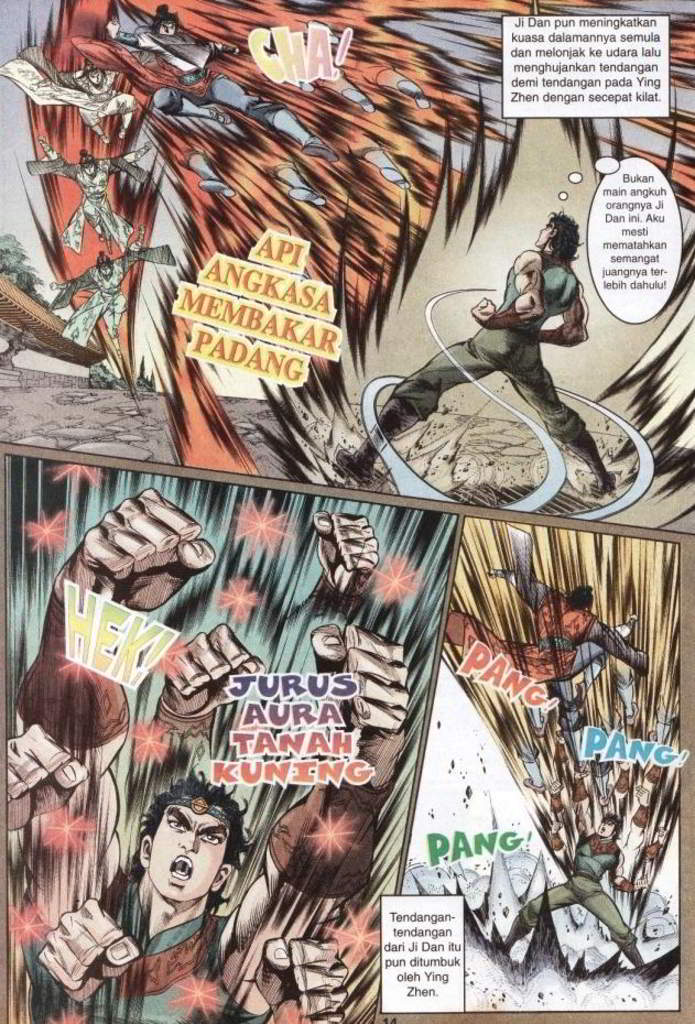 CHA!
Ji Dan pun meningkatkan
kuasa dalamannya semula
dan melonjak ke udara lalu
menghujankan tendangan
demi tendangan pada Ying
Zhen dengan secepat kilat.
Bukan
main angkuh
orangnya Ji
Dan ini. Aku
mesti
mematahkan
semangat
juangnya ter-
lebih dahulu!
API
ANGKASA
MEMBAKAR
PADANG
HEK!
JURUS
AURA
TANAH
KUNING
PANG!
PANG!
PANG!
Tendangan-
tendangan
dari Ji Dan itu
pun ditumbuk
oleh Ying
Zhen.
14